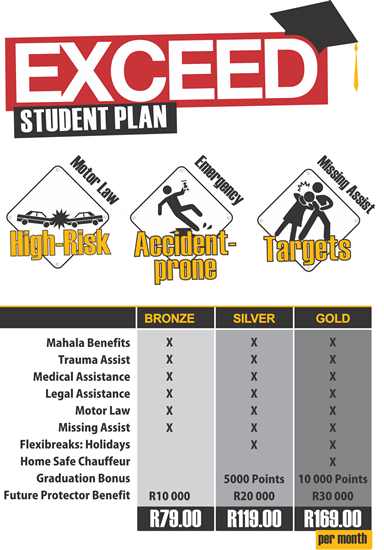 EXCEED
STUDENT PLAN
Motor Law
High-Risk
Emergency
Accident-
prone
Missing Assist
Targets
BRONZE SILVER GOLD
Mahala Benefits X X X
Trauma Assist X X X
Medical Assistance X X X
Legal Assistance X X X
Motor Law X X X
Missing Assist X X X
Flexibreaks: Holidays X X
Home Safe Chauffeur X
Graduation Bonus 5000 Points 10 000 Points
Future Protector Benefit R10 000 R20 000 R30 000
R79.00 R119.00 R169.00
per month